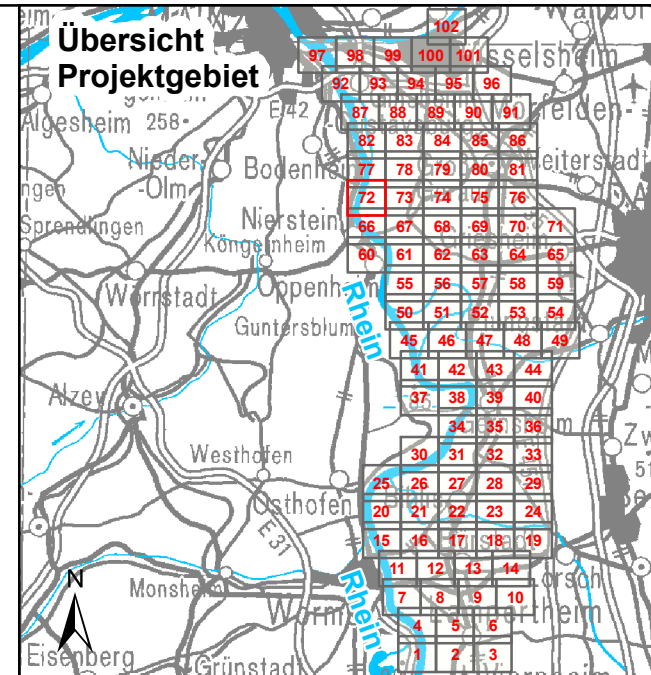 Übersicht
Projektgebiet
102
97 98 99 100 101 sselsheim
92 93 94 95 96
E42
87 88 89 90 91
Algesheim 258
82 83 84 85 86
Nieder-
-Olm
Bodenheim
77 78 79 80 81
Weiterstadt
72 73 74 75 76
Sprendlingen
Nierstein
66 67 68 69 70 71
Köngernheim
60 61 62 63 64 65
Wörrstadt
Oppenheim
55 56 57 58 59
Rhein
50 51 52 53 54
Guntersblum
45 46 47 48 49
41 42 43 44
Alzey
37 38 39 40
34 35 36
Westhofen
30 31 32 33
25 26 27 28 29
Osthofen
20 21 22 23 24
E 31
15 16 17 18 19
11 12 13 14
Lorsch
N
Monsheim
Rhein
Worms
7 8 9 10
4 5 6
Eisenberg
Grünstadt
1 2 3